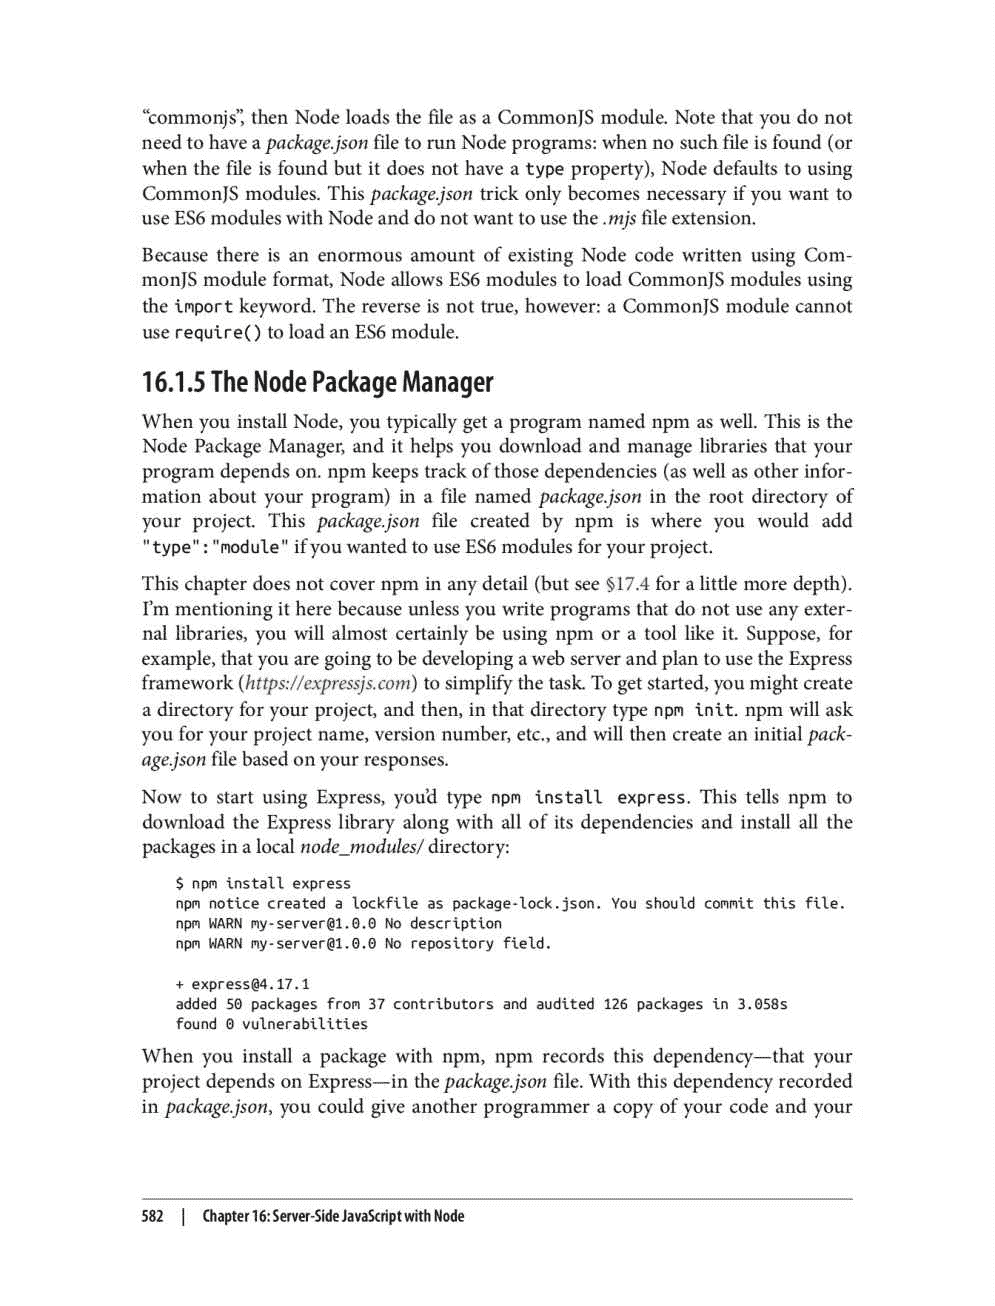 “commonjs”, then Node loads the file as a CommonJS module. Note that you do not
need to have a package.json file to run Node programs: when no such file is found (or
when the file is found but it does not have a type property), Node defaults to using
CommonJS modules. This package.json trick only becomes necessary if you want to
use ES6 modules with Node and do not want to use the .mjs file extension.
Because there is an enormous amount of existing Node code written using Com-
monJS module format, Node allows ES6 modules to load CommonJS modules using
the import keyword. The reverse is not true, however: a CommonJS module cannot
use require() to load an ES6 module.
16.1.5 The Node Package Manager
When you install Node, you typically get a program named npm as well. This is the
Node Package Manager, and it helps you download and manage libraries that your
program depends on. npm keeps track of those dependencies (as well as other infor-
mation about your program) in a file named package.json in the root directory of
your project. This package.json file created by npm is where you would add
"type":"module" if you wanted to use ES6 modules for your project.
This chapter does not cover npm in any detail (but see §17.4 for a little more depth).
I’m mentioning it here because unless you write programs that do not use any exter-
nal libraries, you will almost certainly be using npm or a tool like it. Suppose, for
example, that you are going to be developing a web server and plan to use the Express
framework (https://expressjs.com) to simplify the task. To get started, you might create
a directory for your project, and then, in that directory type npm init. npm will ask
you for your project name, version number, etc., and will then create an initial pack-
age.json file based on your responses.
Now to start using Express, you’d type npm install express. This tells npm to
download the Express library along with all of its dependencies and install all the
packages in a local node_modules/ directory:
$ npm install express
npm notice created a lockfile as package-lock.json. You should commit this file.
npm WARN my-server@1.0.0 No description
npm WARN my-server@1.0.0 No repository field.
+ express@4.17.1
added 50 packages from 37 contributors and audited 126 packages in 3.058s
found 0 vulnerabilities
When you install a package with npm, npm records this dependency—that your
project depends on Express—in the package.json file. With this dependency recorded
in package.json, you could give another programmer a copy of your code and your
582 | Chapter 16: Server-Side JavaScript with Node